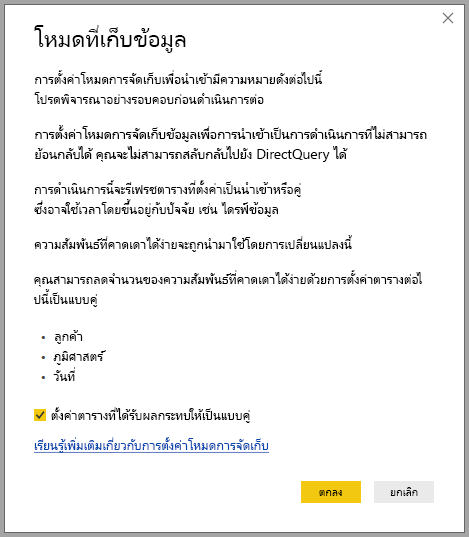 โหมดที่เก็บข้อมูล
การตั้งค่าโหมดการจัดเก็บเพื่อนำเข้ามีความหมายดังต่อไปนี้
โปรดพิจารณาอย่างรอบคอบก่อนดำเนินการต่อ
การตั้งค่าโหมดการจัดเก็บข้อมูลเพื่อการนำเข้าเป็นการดำเนินการที่ไม่สามารถ
ย้อนกลับได้ คุณจะไม่สามารถสลับกลับไปยัง DirectQuery ได้
การดำเนินการนี้จะรีเฟรชตารางที่ตั้งค่าเป็นนำเข้าหรือคู่
ซึ่งอาจใช้เวลาโดยขึ้นอยู่กับปัจจัย เช่น ไดรฟ์ข้อมูล
ความสัมพันธ์ที่คาดเดาได้ง่ายจะถูกนำมาใช้โดยการเปลี่ยนแปลงนี้
คุณสามารถลดจำนวนของความสัมพันธ์ที่คาดเดาได้ง่ายด้วยการตั้งค่าตารางต่อไ
ปนี้เป็นแบบคู่
• ลูกค้า
• ภูมิศาสตร์
• วันที่
ตั้งค่าตารางที่ได้รับผลกระทบให้เป็นแบบคู่
เรียนรู้เพิ่มเติมเกี่ยวกับการตั้งค่าโหมดการจัดเก็บ
ตกลง
ยกเลิก